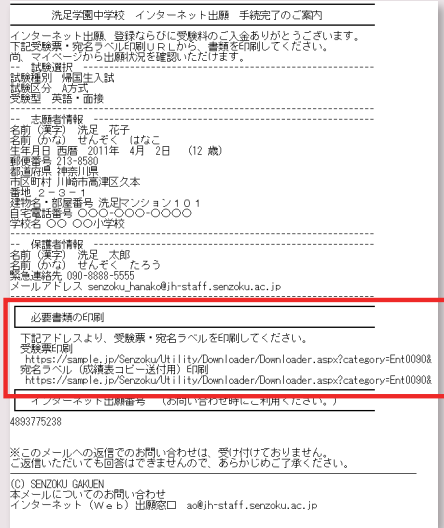 洗足学園中学校 インターネット出願 手続完了のご案内
インターネット出願、登録ならびに受験料のご入金ありがとうございます。
下記受験票・宛名ラベル印刷URLから、書類を印刷してください。
尚、マイページから出願状況を確認いただけます。
-- 試験選択 --
試験種別 帰国生入試
試験区分 A方式
受験型 英語・面接
-- 志願者情報 --
名前(漢字) 洗足 花子
名前(かな) せんぞく はなこ
生年月日 西暦 2011年 4月 2日 (12 歳)
郵便番号 213-8580
都道府県 神奈川県
市区町村 川崎市高津区久本
番地 2-3-1
建物名・部屋番号 洗足マンション101
自宅電話番号 〇〇〇-〇〇〇-〇〇〇〇
学校名 〇〇 〇〇小学校
-- 保護者情報 --
名前(漢字) 洗足 太郎
名前(かな) せんぞく たろう
緊急連絡先 090-8888-5555
メールアドレス senzoku_hanako@jh-staff.senzoku.ac.jp
必要書類の印刷
下記アドレスより、受験票・宛名ラベルを印刷してください。
受験票印刷
https://sample.jp/Senzoku/Utility/Downloader/Downloader.aspx?category=Ent0090&
宛名ラベル(成績表コピー送付用)印刷
https://sample.jp/Senzoku/Utility/Downloader/Downloader.aspx?category=Ent0090&
インターネット出願番号 (お問い合わせ時にご利用ください。)
4893775238
※このメールへの返信でのお問い合わせは、受け付けておりません。
ご返信いただいても回答はできませんので、あらかじめご了承ください。
(C) SENZOKU GAKUEN
本メールについてのお問い合わせ
インターネット(Web)出願窓口 ao@jh-staff.senzoku.ac.jp